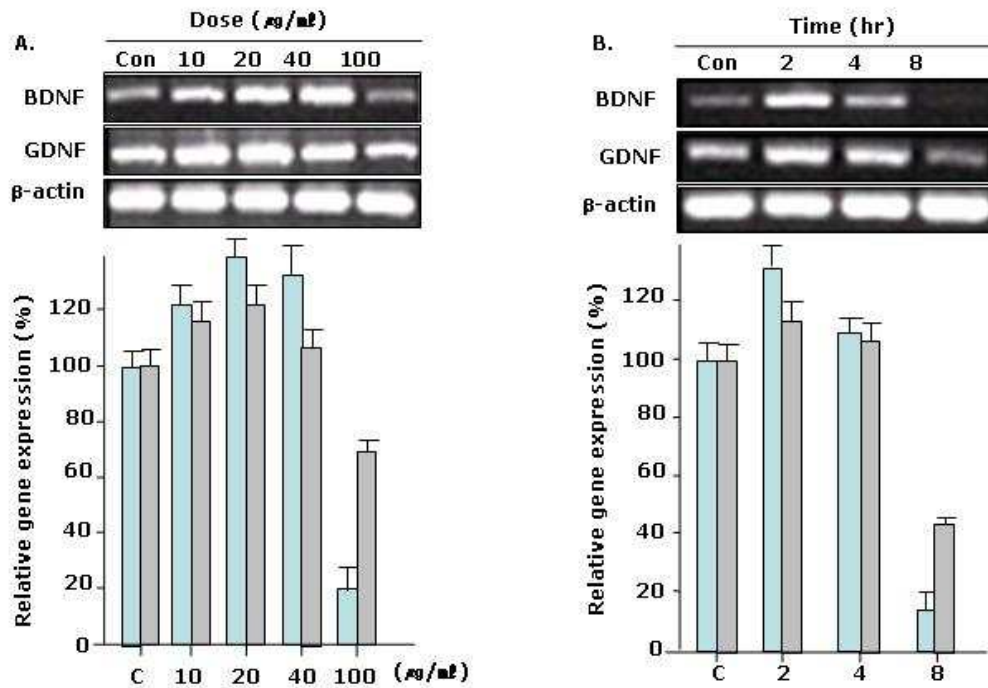 A.
Dose (㎍/㎖)
Con 10 20 40 100
BDNF
GDNF
β-actin
Relative gene expression (%)
120
100
80
60
40
20
0
C 10 20 40 100 (㎍/㎖)
B.
Time (hr)
Con 2 4 8
BDNF
GDNF
β-actin
Relative gene expression (%)
120
100
80
60
40
20
0
C 2 4 8